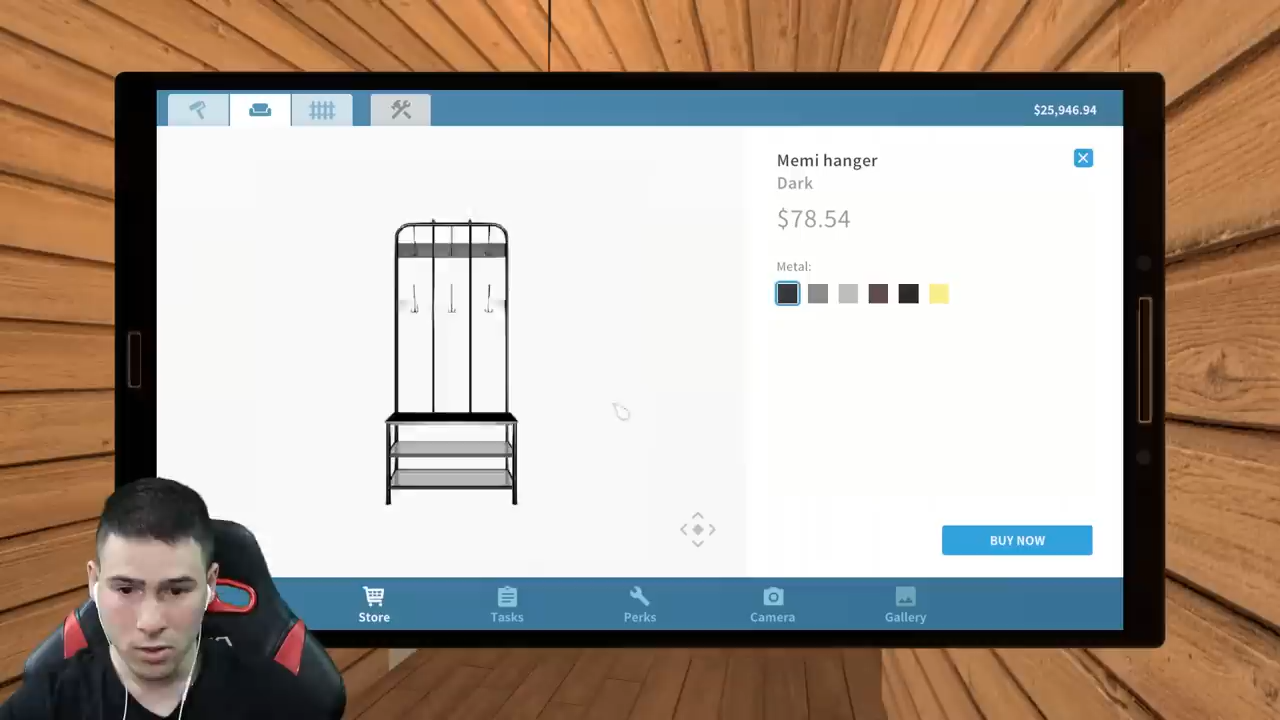 $25,946.94
Memi hanger
Dark
$78.54
Metal:
BUY NOW
Store
Tasks
Perks
Camera
Gallery